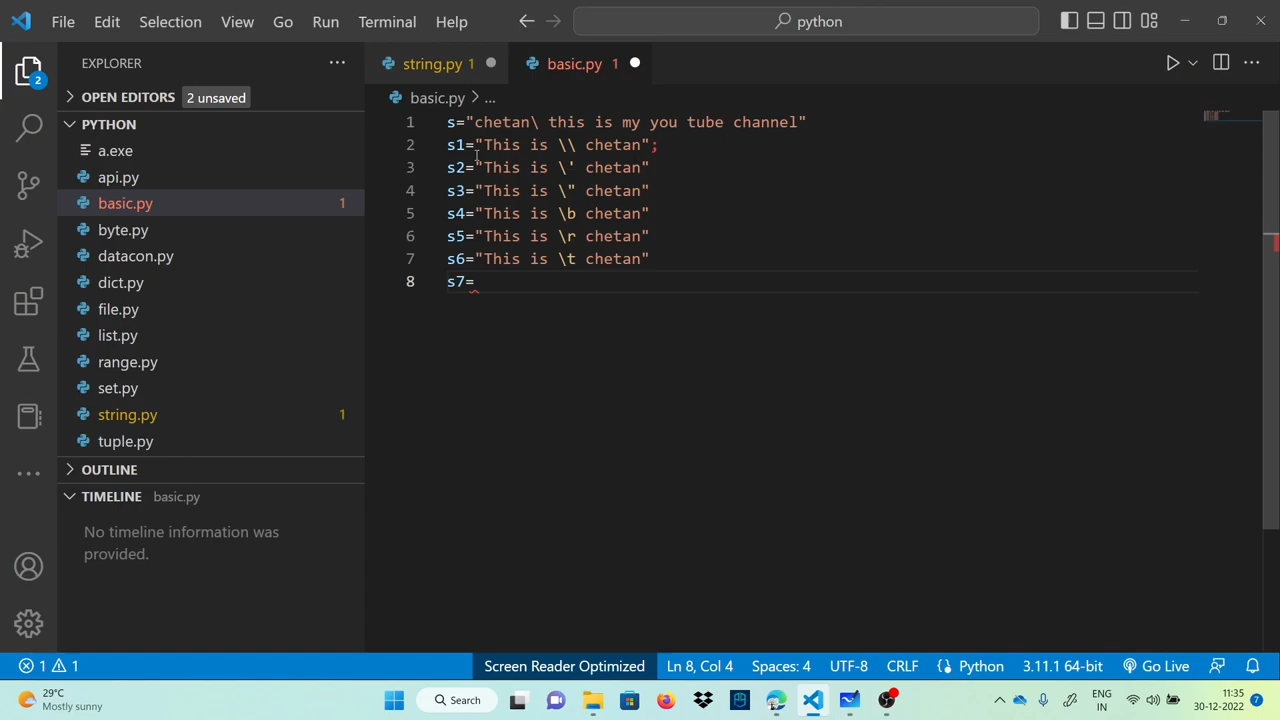 File Edit Selection View Go Run Terminal Help
python
EXPLORER
2
OPEN EDITORS 2 unsaved
PYTHON
a.exe
api.py
basic.py 1
byte.py
datacon.py
dict.py
file.py
list.py
range.py
set.py
string.py 1
tuple.py
OUTLINE
TIMELINE basic.py
No timeline information was
provided.
string.py 1
basic.py 1
basic.py > ...
1 s="chetan\ this is my you tube channel"
2 s1="This is \\ chetan";
3 s2="This is \' chetan"
4 s3="This is \" chetan"
5 s4="This is \b chetan"
6 s5="This is \r chetan"
7 s6="This is \t chetan"
8 s7=
1 1
Screen Reader Optimized
Ln 8, Col 4
Spaces: 4
UTF-8
CRLF
Python
3.11.1 64-bit
Go Live
29°C
Mostly sunny
Search
ENG
IN
11:35
30-12-2022
7